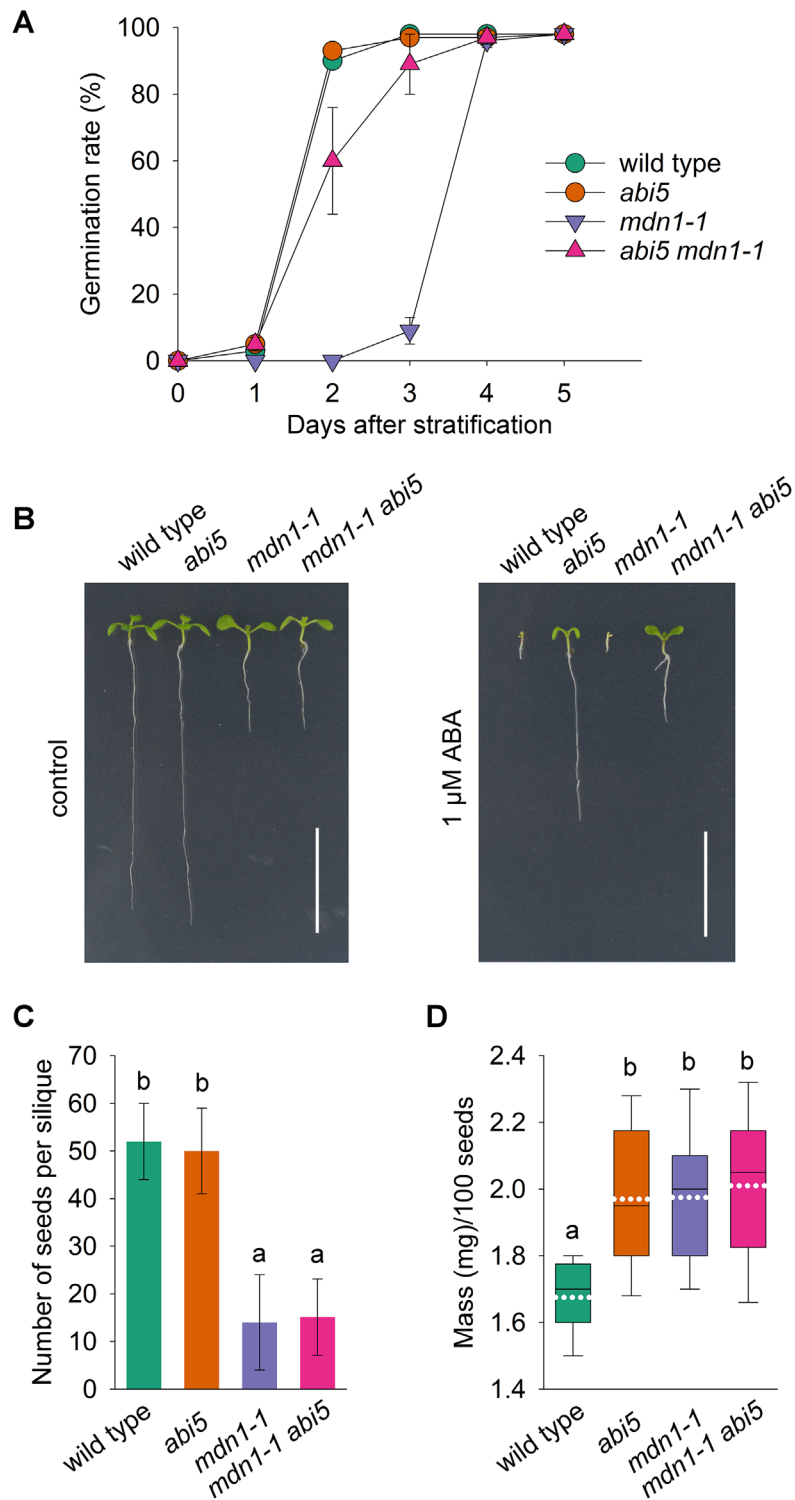 A
Germination rate (%)
100
80
60
40
20
0
0 1 2 3 4 5
Days after stratification
wild type
abi5
mdn1-1
abi5 mdn1-1
B
wild type
abi5
mdn1-1
mdn1-1 abi5
control
wild type
abi5
mdn1-1
mdn1-1 abi5
1 µM ABA
C
Number of seeds per silique
70
60
50
40
30
20
10
0
b b a a
wild type
abi5
mdn1-1
mdn1-1 abi5
D
Mass (mg)/100 seeds
2.4
2.2
2.0
1.8
1.6
1.4
a b b b
wild type
abi5
mdn1-1
mdn1-1 abi5